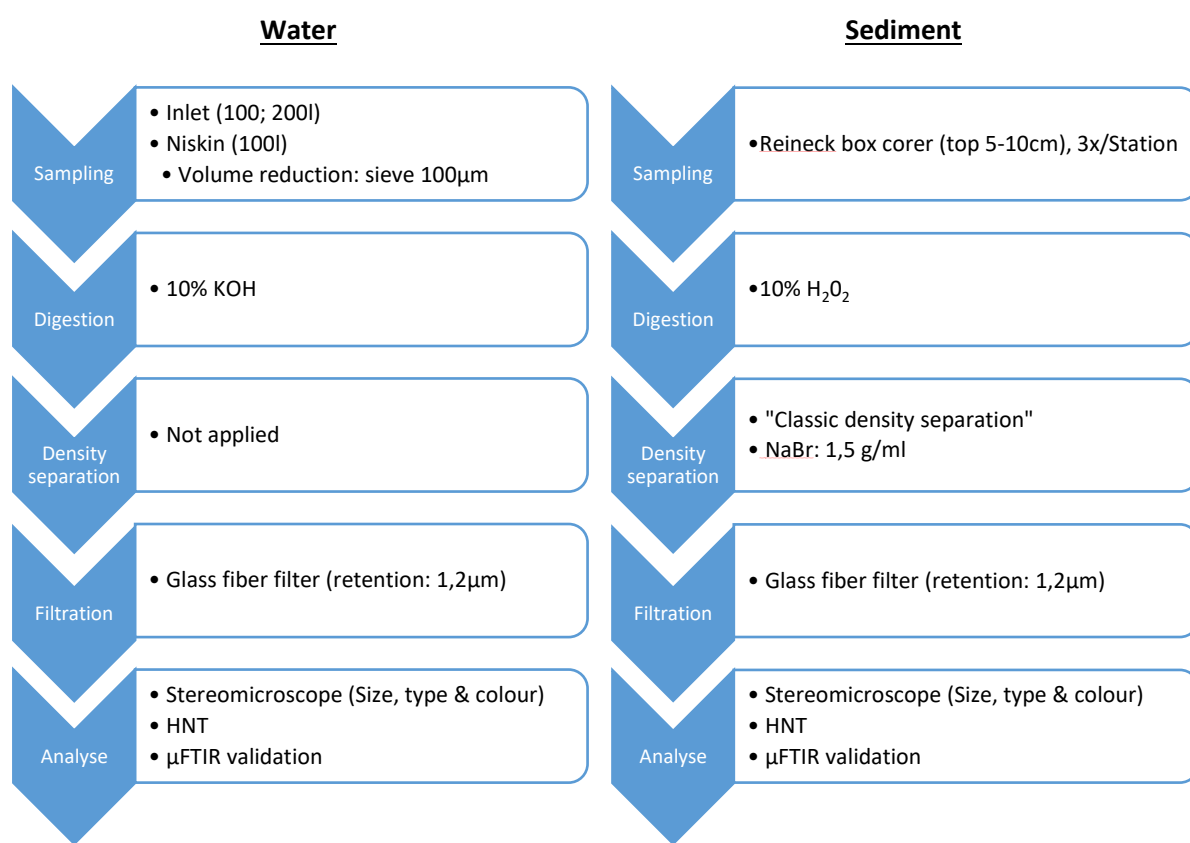 Water
Sampling
• Inlet (100; 200l)
• Niskin (100l)
• Volume reduction: sieve 100µm
Digestion
• 10% KOH
Density
separation
• Not applied
Filtration
• Glass fiber filter (retention: 1,2µm)
Analyse
• Stereomicroscope (Size, type & colour)
• HNT
• µFTIR validation
Sediment
Sampling
•Reineck box corer (top 5-10cm), 3x/Station
Digestion
•10% H₂0₂
Density
separation
• "Classic density separation"
• NaBr: 1,5 g/ml
Filtration
• Glass fiber filter (retention: 1,2µm)
Analyse
• Stereomicroscope (Size, type & colour)
• HNT
• µFTIR validation